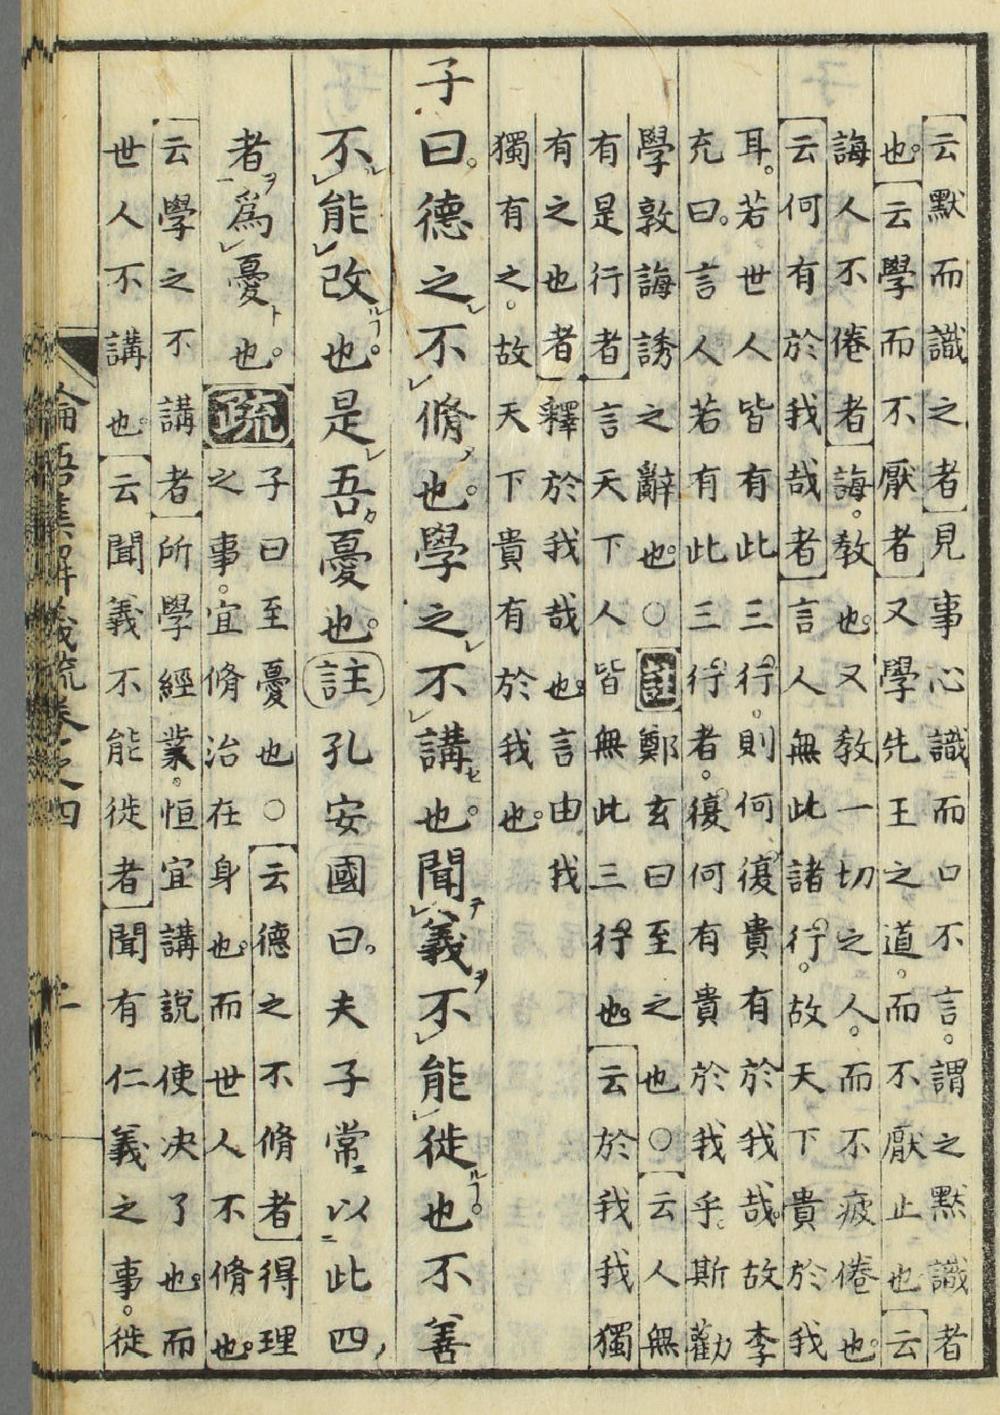 云默而識之者見事心識而口不言。謂之默識者
也。云學而不厭者又學先王之道。而不厭止也云
誨人不倦者誨。教也。又教一切之人。而不疲倦也。
云何有於我哉者言人無此諸行。故天下貴於我
耳。若世人皆有此三行。則何復貴有於我哉。故李
充曰。言人若有此三行者。復何有貴於我乎。斯勸
學敦誨誘之辭也。○註鄭玄曰至之也○云人無
有是行者言天下人皆無此三行也。云於我我獨
有之也者釋於我哉也。言由我
獨有之。故天下貴有於我也。
子曰。德之不脩也。學之不講也。聞義不能徙也。不善
不能改也。是吾憂也。註孔安國曰。夫子常以此四
者爲憂也。疏子曰至憂也○云德之不脩者得理
之事。宜脩治在身也。而世人不脩也。
云學之不講者所學經業。恒宜講說使决了也。而
世人不講也。云聞義不能徙者聞有仁義之事。徙
論語集解義疏卷之四